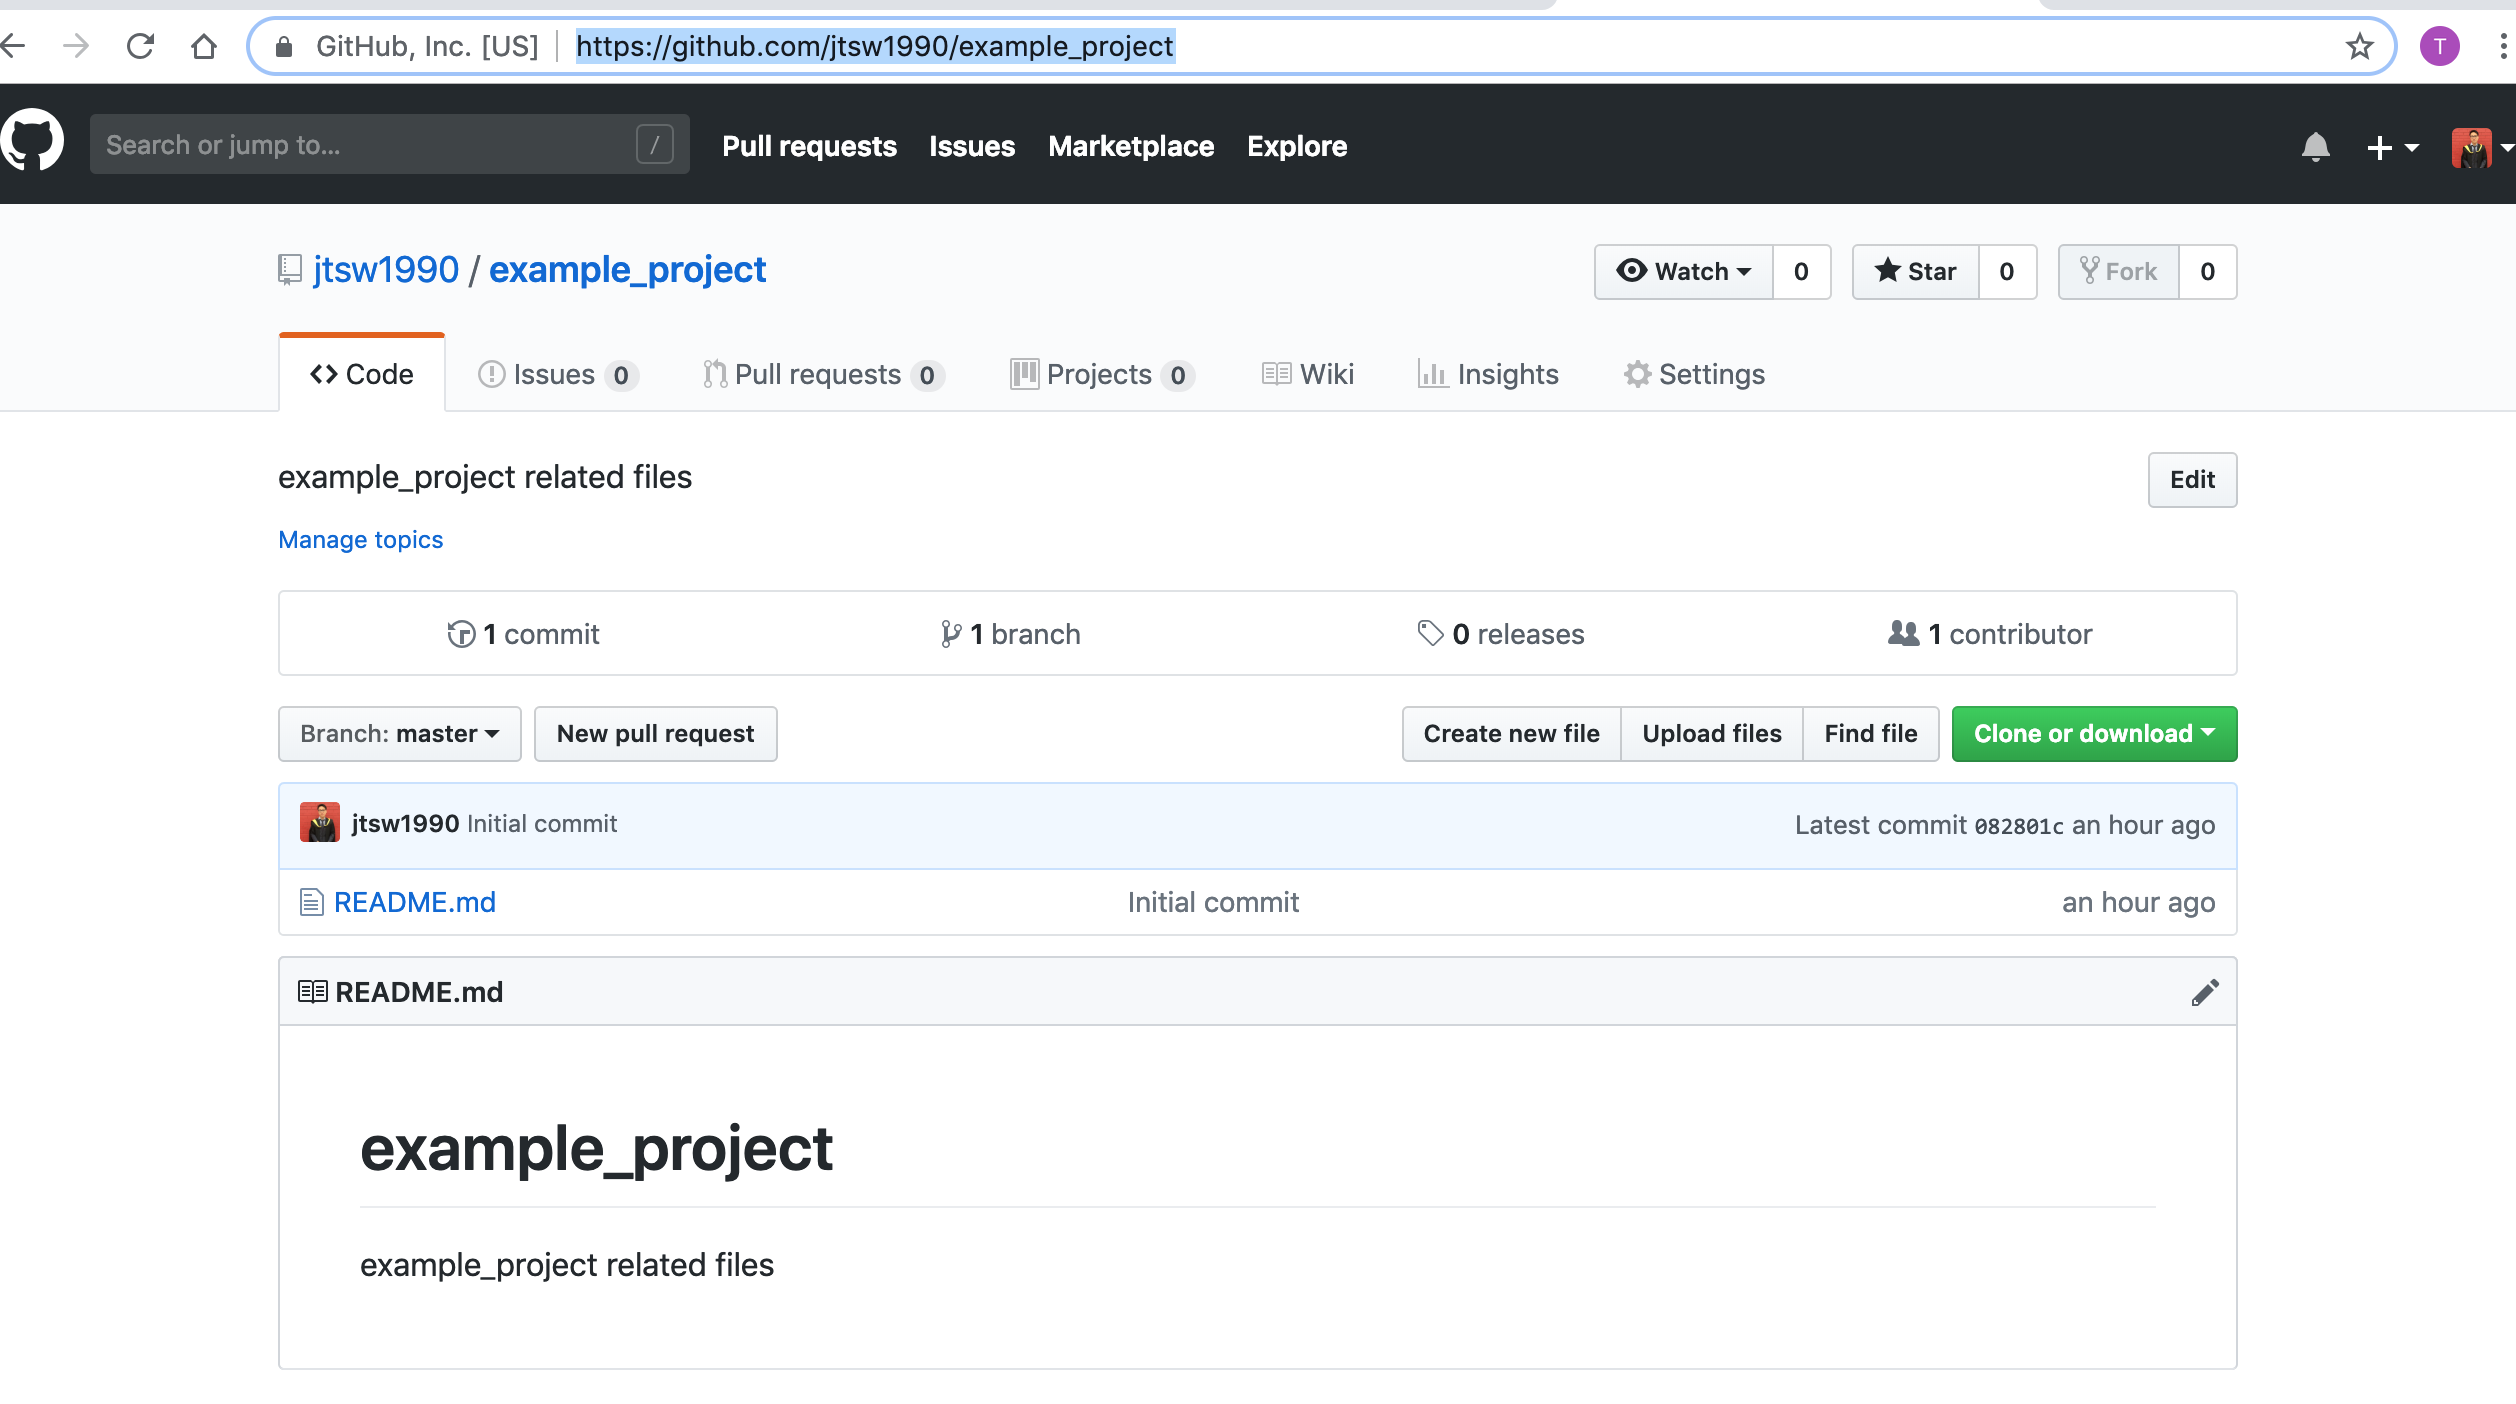 GitHub, Inc. [US] https://github.com/jtsw1990/example_project T
Search or jump to... / Pull requests Issues Marketplace Explore
jtsw1990 / example_project Watch 0 Star 0 Fork 0
Code Issues 0 Pull requests 0 Projects 0 Wiki Insights Settings
example_project related files Edit
Manage topics
1 commit 1 branch 0 releases 1 contributor
Branch: master New pull request Create new file Upload files Find file Clone or download
jtsw1990 Initial commit Latest commit 082801c an hour ago
README.md Initial commit an hour ago
README.md
example_project
example_project related files